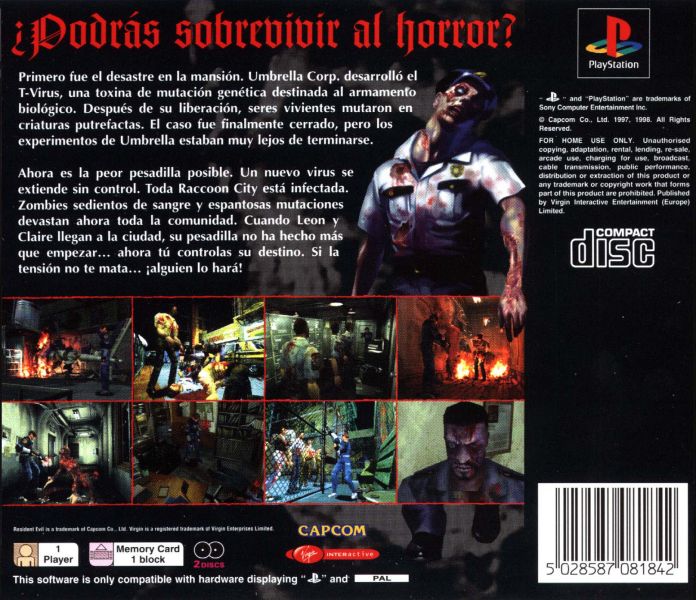 ¿Podrás sobrevivir al horror?
Primero fue el desastre en la mansión. Umbrella Corp. desarrolló el
T-Virus, una toxina de mutación genética destinada al armamento
biológico. Después de su liberación, seres vivientes mutaron en
criaturas putrefactas. El caso fue finalmente cerrado, pero los
experimentos de Umbrella estaban muy lejos de terminarse.
Ahora es la peor pesadilla posible. Un nuevo virus se
extiende sin control. Toda Raccoon City está infectada.
Zombies sedientos de sangre y espantosas mutaciones
devastan ahora toda la comunidad. Cuando Leon y
Claire llegan a la ciudad, su pesadilla no ha hecho más
que empezar... ahora tú controlas su destino. Si la
tensión no te mata... ¡alguien lo hará!
PlayStation
" " and "PlayStation" are trademarks of
Sony Computer Entertainment Inc.
© Capcom Co., Ltd. 1997, 1998. All Rights
Reserved.
FOR HOME USE ONLY. Unauthorised
copying, adaptation, rental, lending, re-sale,
arcade use, charging for use, broadcast,
cable transmission, public performance,
distribution or extraction of this product or
any trademark or copyright work that forms
part of this product are prohibited. Published
by Virgin Interactive Entertainment (Europe)
Limited.
COMPACT
disc
Resident Evil is a trademark of Capcom Co., Ltd. Virgin is a registered trademark of Virgin Enterprises Limited.
CAPCOM
Virgin INTERACTIVE
1
Player
Memory Card
1 block
2 DISCS
This software is only compatible with hardware displaying " " and PAL
5 028587 081842